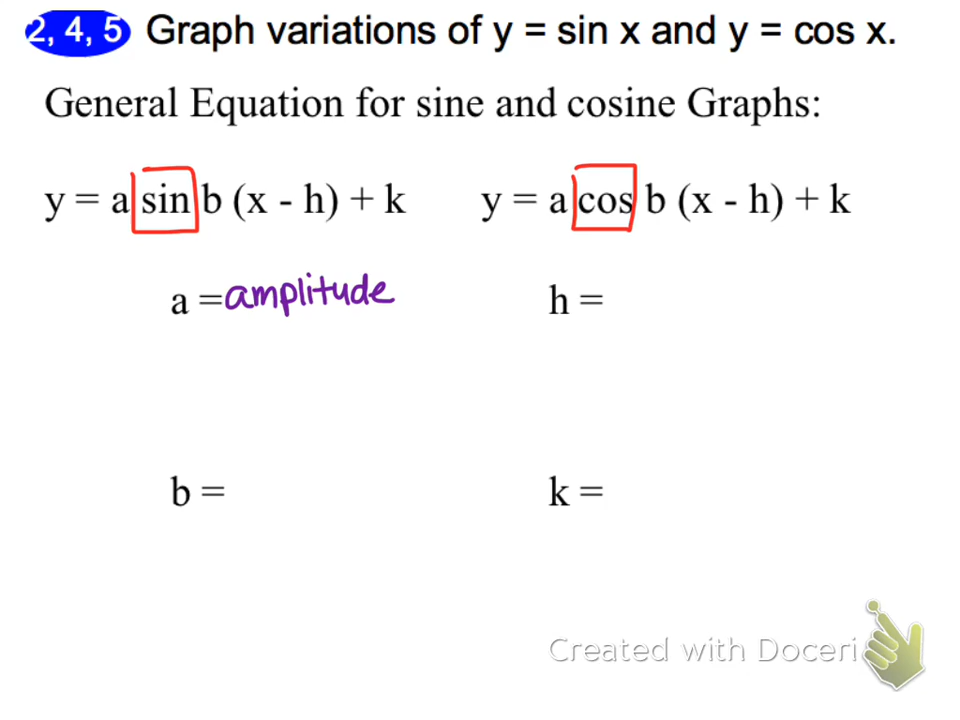 2, 4, 5 Graph variations of y = sin x and y = cos x.
General Equation for sine and cosine Graphs:
y = a sin b (x - h) + k y = a cos b (x - h) + k
a = amplitude h =
b = k =
Created with Doceri